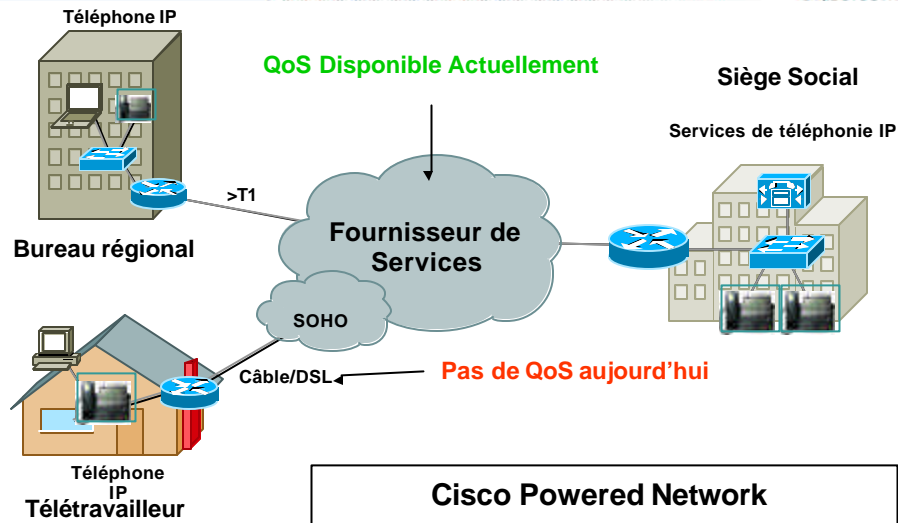 Téléphone IP
QoS Disponible Actuellement
Siège Social
Services de téléphonie IP
>T1
Bureau régional
Fournisseur de
Services
SOHO
Câble/DSL
Pas de QoS aujourd'hui
Téléphone
IP
Télétravailleur
Cisco Powered Network